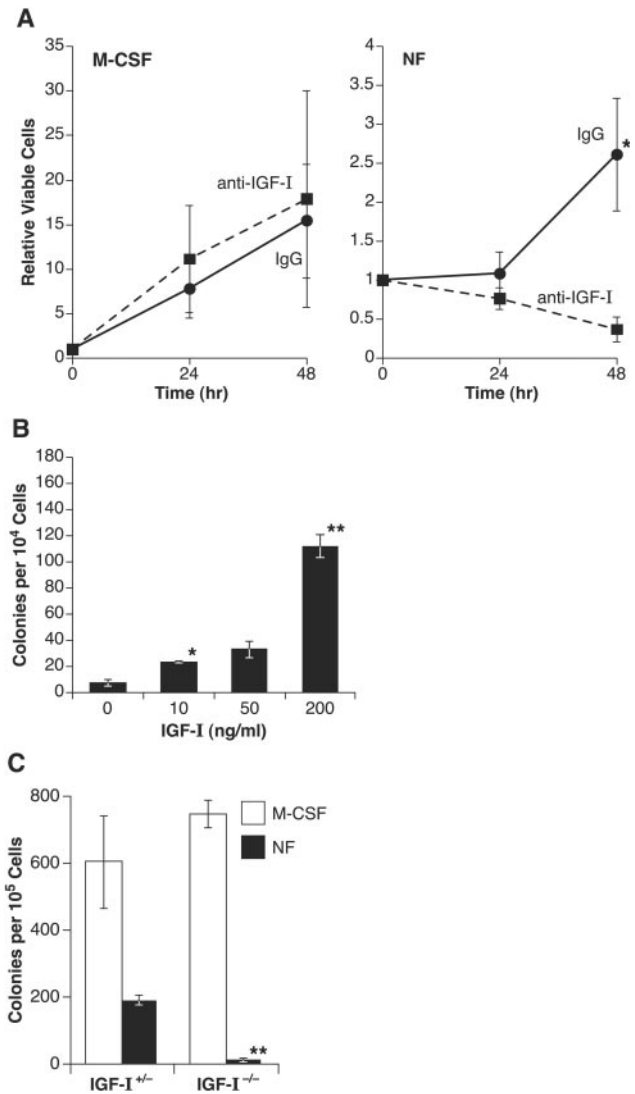 A
M-CSF
NF
Relative Viable Cells
35
30
25
20
15
10
5
0
anti-IGF-I
IgG
0 24 48
Time (hr)
4
3.5
3
2.5
2
1.5
1
0.5
0
IgG
*
anti-IGF-I
0 24 48
Time (hr)
B
Colonies per 10⁴ Cells
180
160
140
120
100
80
60
40
20
0
*
**
0 10 50 200
IGF-I (ng/ml)
C
Colonies per 10⁵ Cells
800
600
400
200
0
M-CSF
NF
**
IGF-I⁺/⁻ IGF-I⁻/⁻